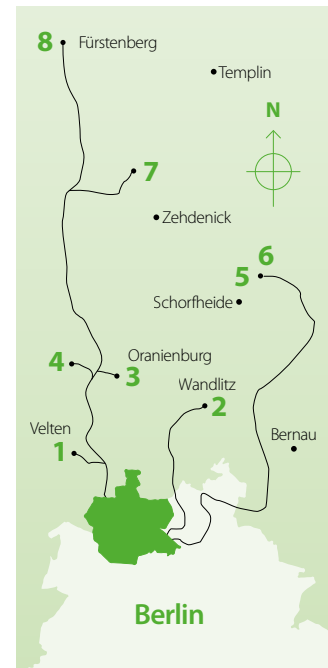 8 Fürstenberg
Templin
N
7
Zehdenick
6
5
Schorfheide
Oranienburg
4
3
Wandlitz
2
Velten
1
Bernau
Berlin